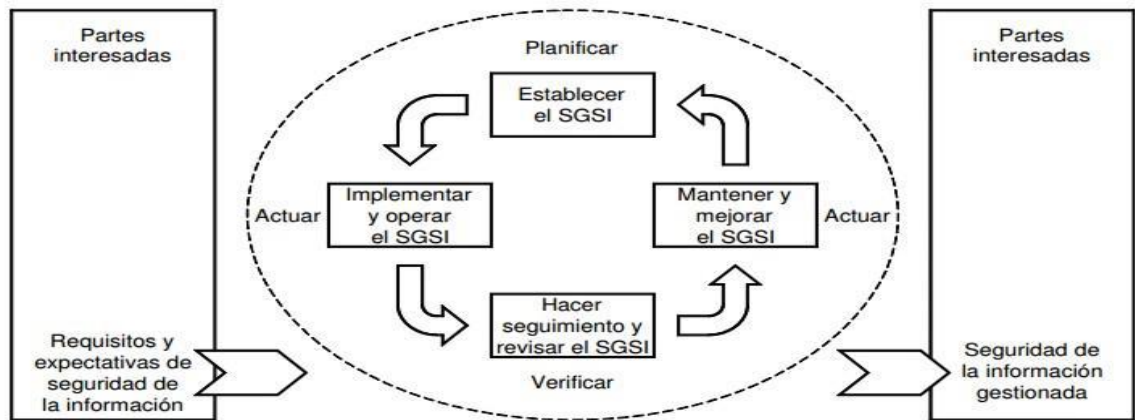 Partes
interesadas
Requisitos y
expectativas de
seguridad de
la información
Planificar
Establecer
el SGSI
Actuar
Implementar
y operar
el SGSI
Mantener y
mejorar
el SGSI
Actuar
Hacer
seguimiento y
revisar el SGSI
Verificar
Partes
interesadas
Seguridad de
la información
gestionada